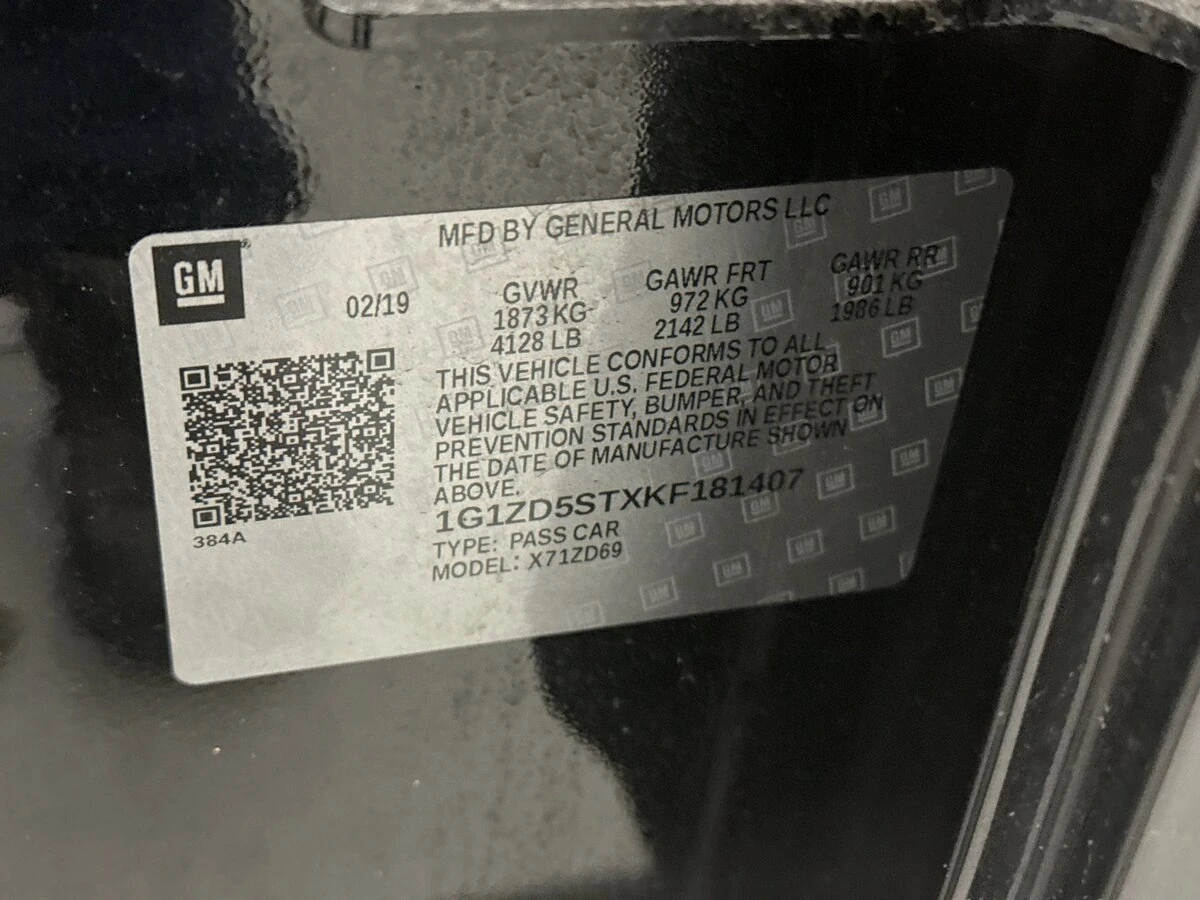 MFD BY GENERAL MOTORS LLC
GM
02/19
GVWR
1873 KG
4128 LB
GAWR FRT
972 KG
2142 LB
GAWR RR
901 KG
1986 LB
THIS VEHICLE CONFORMS TO ALL
APPLICABLE U.S. FEDERAL MOTOR
VEHICLE SAFETY, BUMPER, AND THEFT
PREVENTION STANDARDS IN EFFECT ON
THE DATE OF MANUFACTURE SHOWN
ABOVE.
1G1ZD5STXKF181407
TYPE: PASS CAR
MODEL: X71ZD69
384A